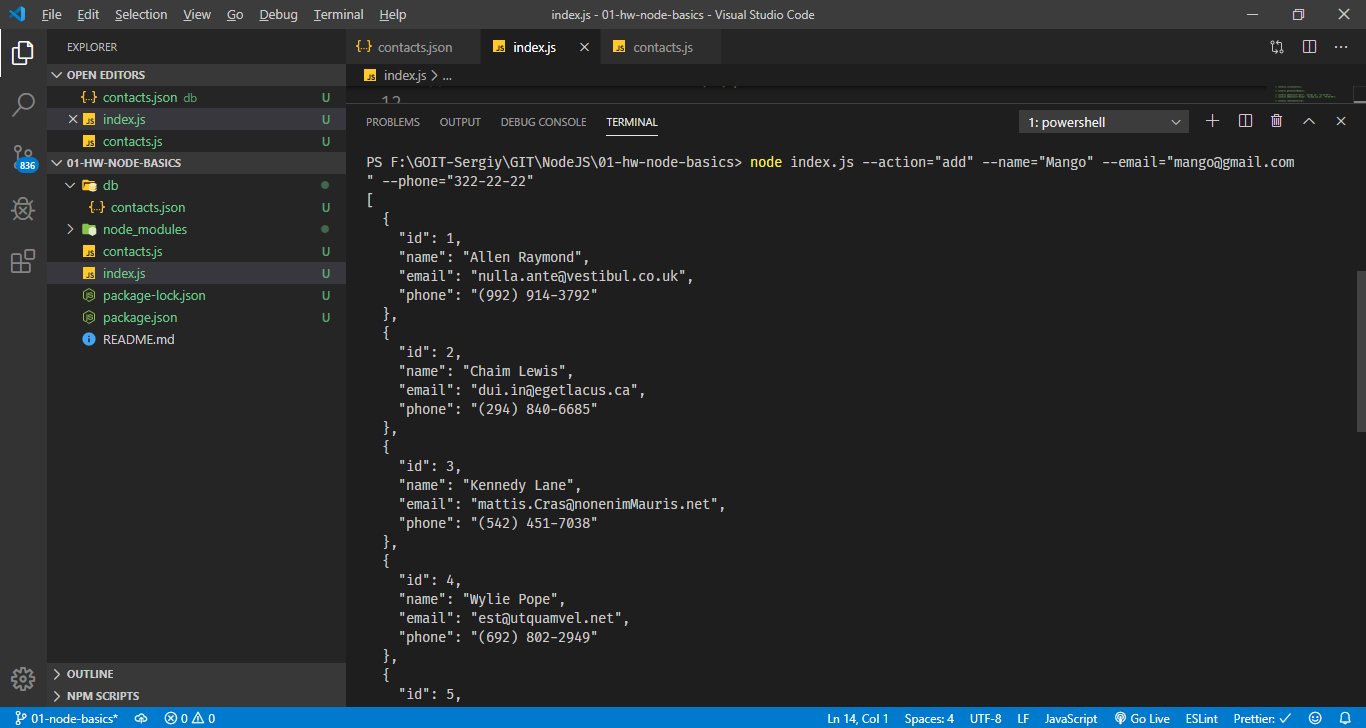 File Edit Selection View Go Debug Terminal Help index.js - 01-hw-node-basics - Visual Studio Code
EXPLORER
OPEN EDITORS
{..} contacts.json db U
index.js U
contacts.js U
01-HW-NODE-BASICS
db
{..} contacts.json U
node_modules
contacts.js U
index.js U
package-lock.json U
package.json U
README.md
OUTLINE
NPM SCRIPTS
836
{..} contacts.json JS index.js JS contacts.js
JS index.js > ...
12
PROBLEMS OUTPUT DEBUG CONSOLE TERMINAL 1: powershell
PS F:\GOIT-Sergiy\GIT\NodeJS\01-hw-node-basics> node index.js --action="add" --name="Mango" --email="mango@gmail.com
" --phone="322-22-22"
[
{
"id": 1,
"name": "Allen Raymond",
"email": "nulla.ante@vestibul.co.uk",
"phone": "(992) 914-3792"
},
{
"id": 2,
"name": "Chaim Lewis",
"email": "dui.in@egetlacus.ca",
"phone": "(294) 840-6685"
},
{
"id": 3,
"name": "Kennedy Lane",
"email": "mattis.Cras@nonenimMauris.net",
"phone": "(542) 451-7038"
},
{
"id": 4,
"name": "Wylie Pope",
"email": "est@utquamvel.net",
"phone": "(692) 802-2949"
},
{
"id": 5,
01-node-basics* 0 0 Ln 14, Col 1 Spaces: 4 UTF-8 LF JavaScript Go Live ESLint Prettier: ✓